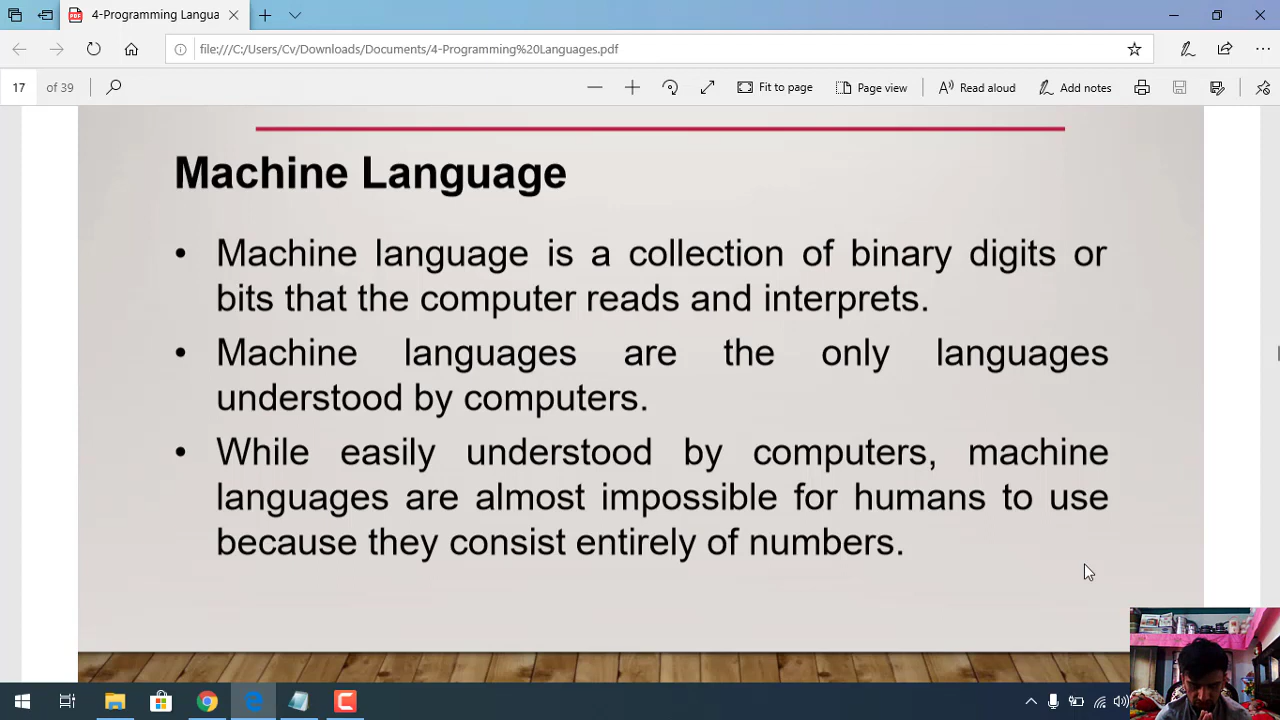 4-Programming Langua
file:///C:/Users/Cv/Downloads/Documents/4-Programming%20Languages.pdf
17 of 39
Fit to page
Page view
Read aloud
Add notes
Machine Language
• Machine language is a collection of binary digits or
bits that the computer reads and interprets.
• Machine languages are the only languages
understood by computers.
• While easily understood by computers, machine
languages are almost impossible for humans to use
because they consist entirely of numbers.